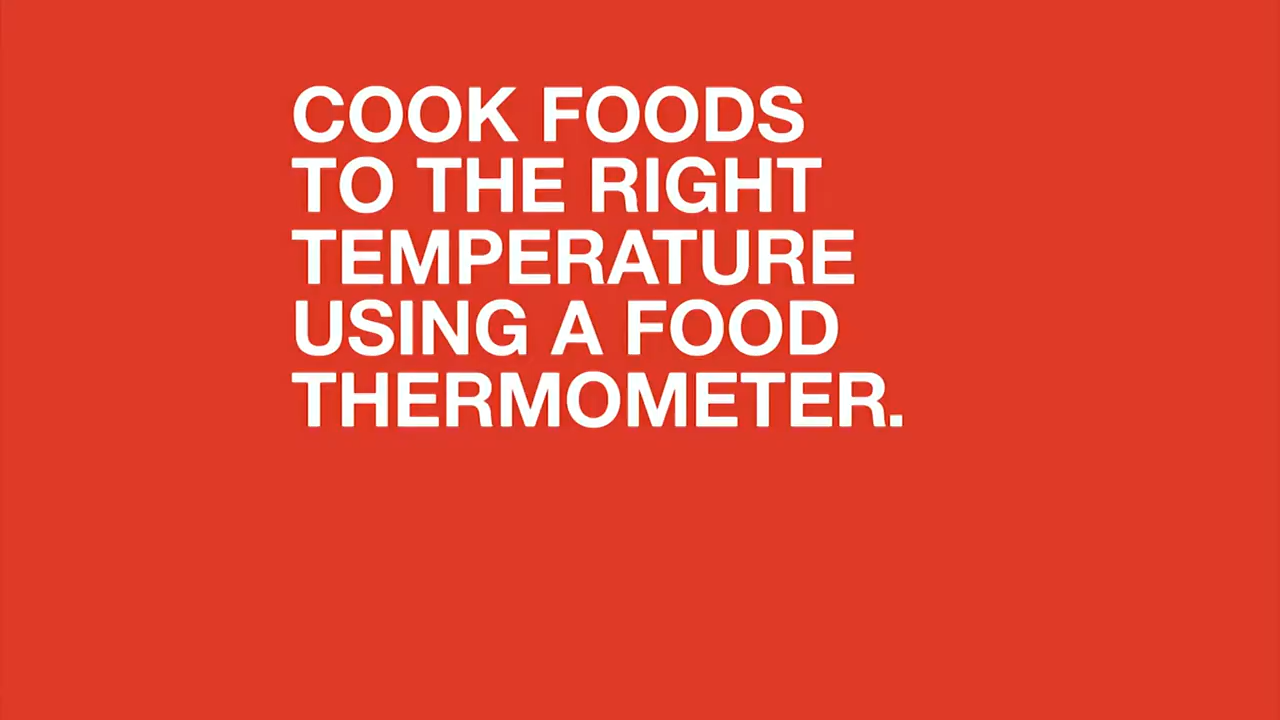 COOK FOODS
TO THE RIGHT
TEMPERATURE
USING A FOOD
THERMOMETER.